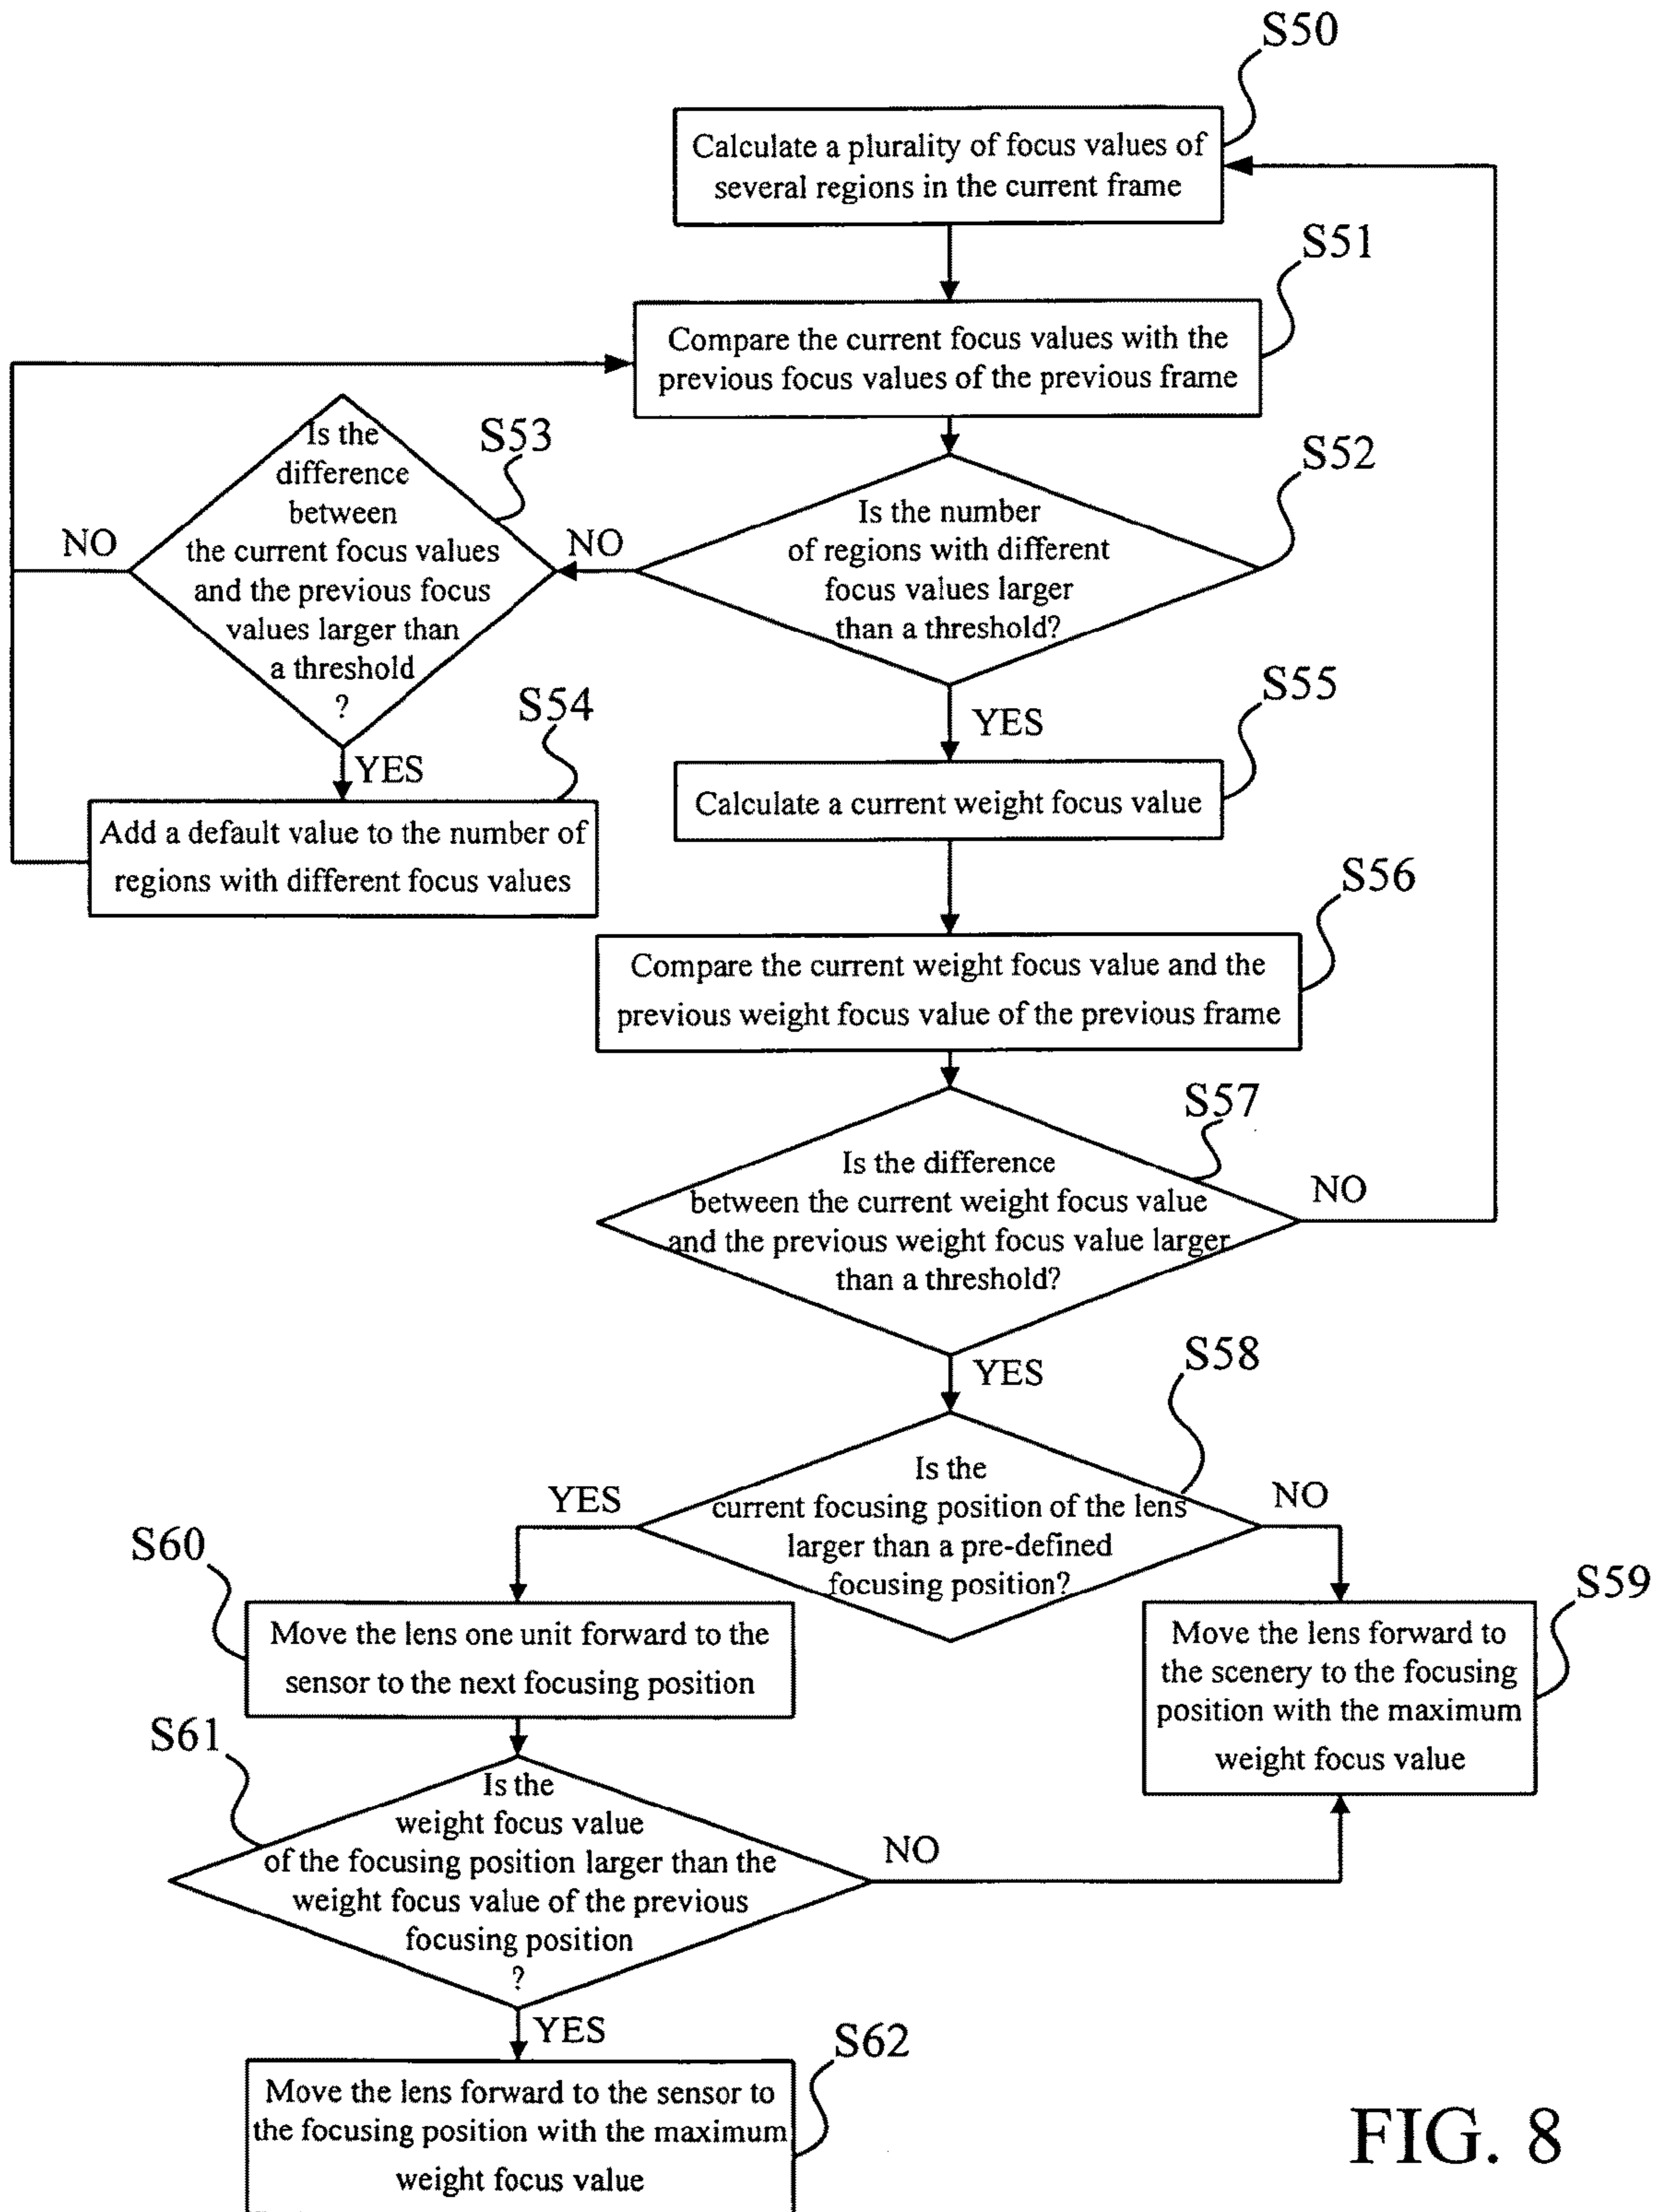 S50
Calculate a plurality of focus values of
several regions in the current frame
S51
Compare the current focus values with the
previous focus values of the previous frame
S53
Is the
difference
between
the current focus values
and the previous focus
values larger than
a threshold
?
NO
NO
S52
Is the number
of regions with different
focus values larger
than a threshold?
YES
S54
Add a default value to the number of
regions with different focus values
YES
S55
Calculate a current weight focus value
S56
Compare the current weight focus value and the
previous weight focus value of the previous frame
S57
Is the difference
between the current weight focus value
and the previous weight focus value larger
than a threshold?
NO
YES
S58
Is the
current focusing position of the lens
larger than a pre-defined
focusing position?
YES
NO
S60
Move the lens one unit forward to the
sensor to the next focusing position
S59
Move the lens forward to
the scenery to the focusing
position with the maximum
weight focus value
S61
Is the
weight focus value
of the focusing position larger than the
weight focus value of the previous
focusing position
?
NO
YES
S62
Move the lens forward to the sensor to
the focusing position with the maximum
weight focus value
FIG. 8